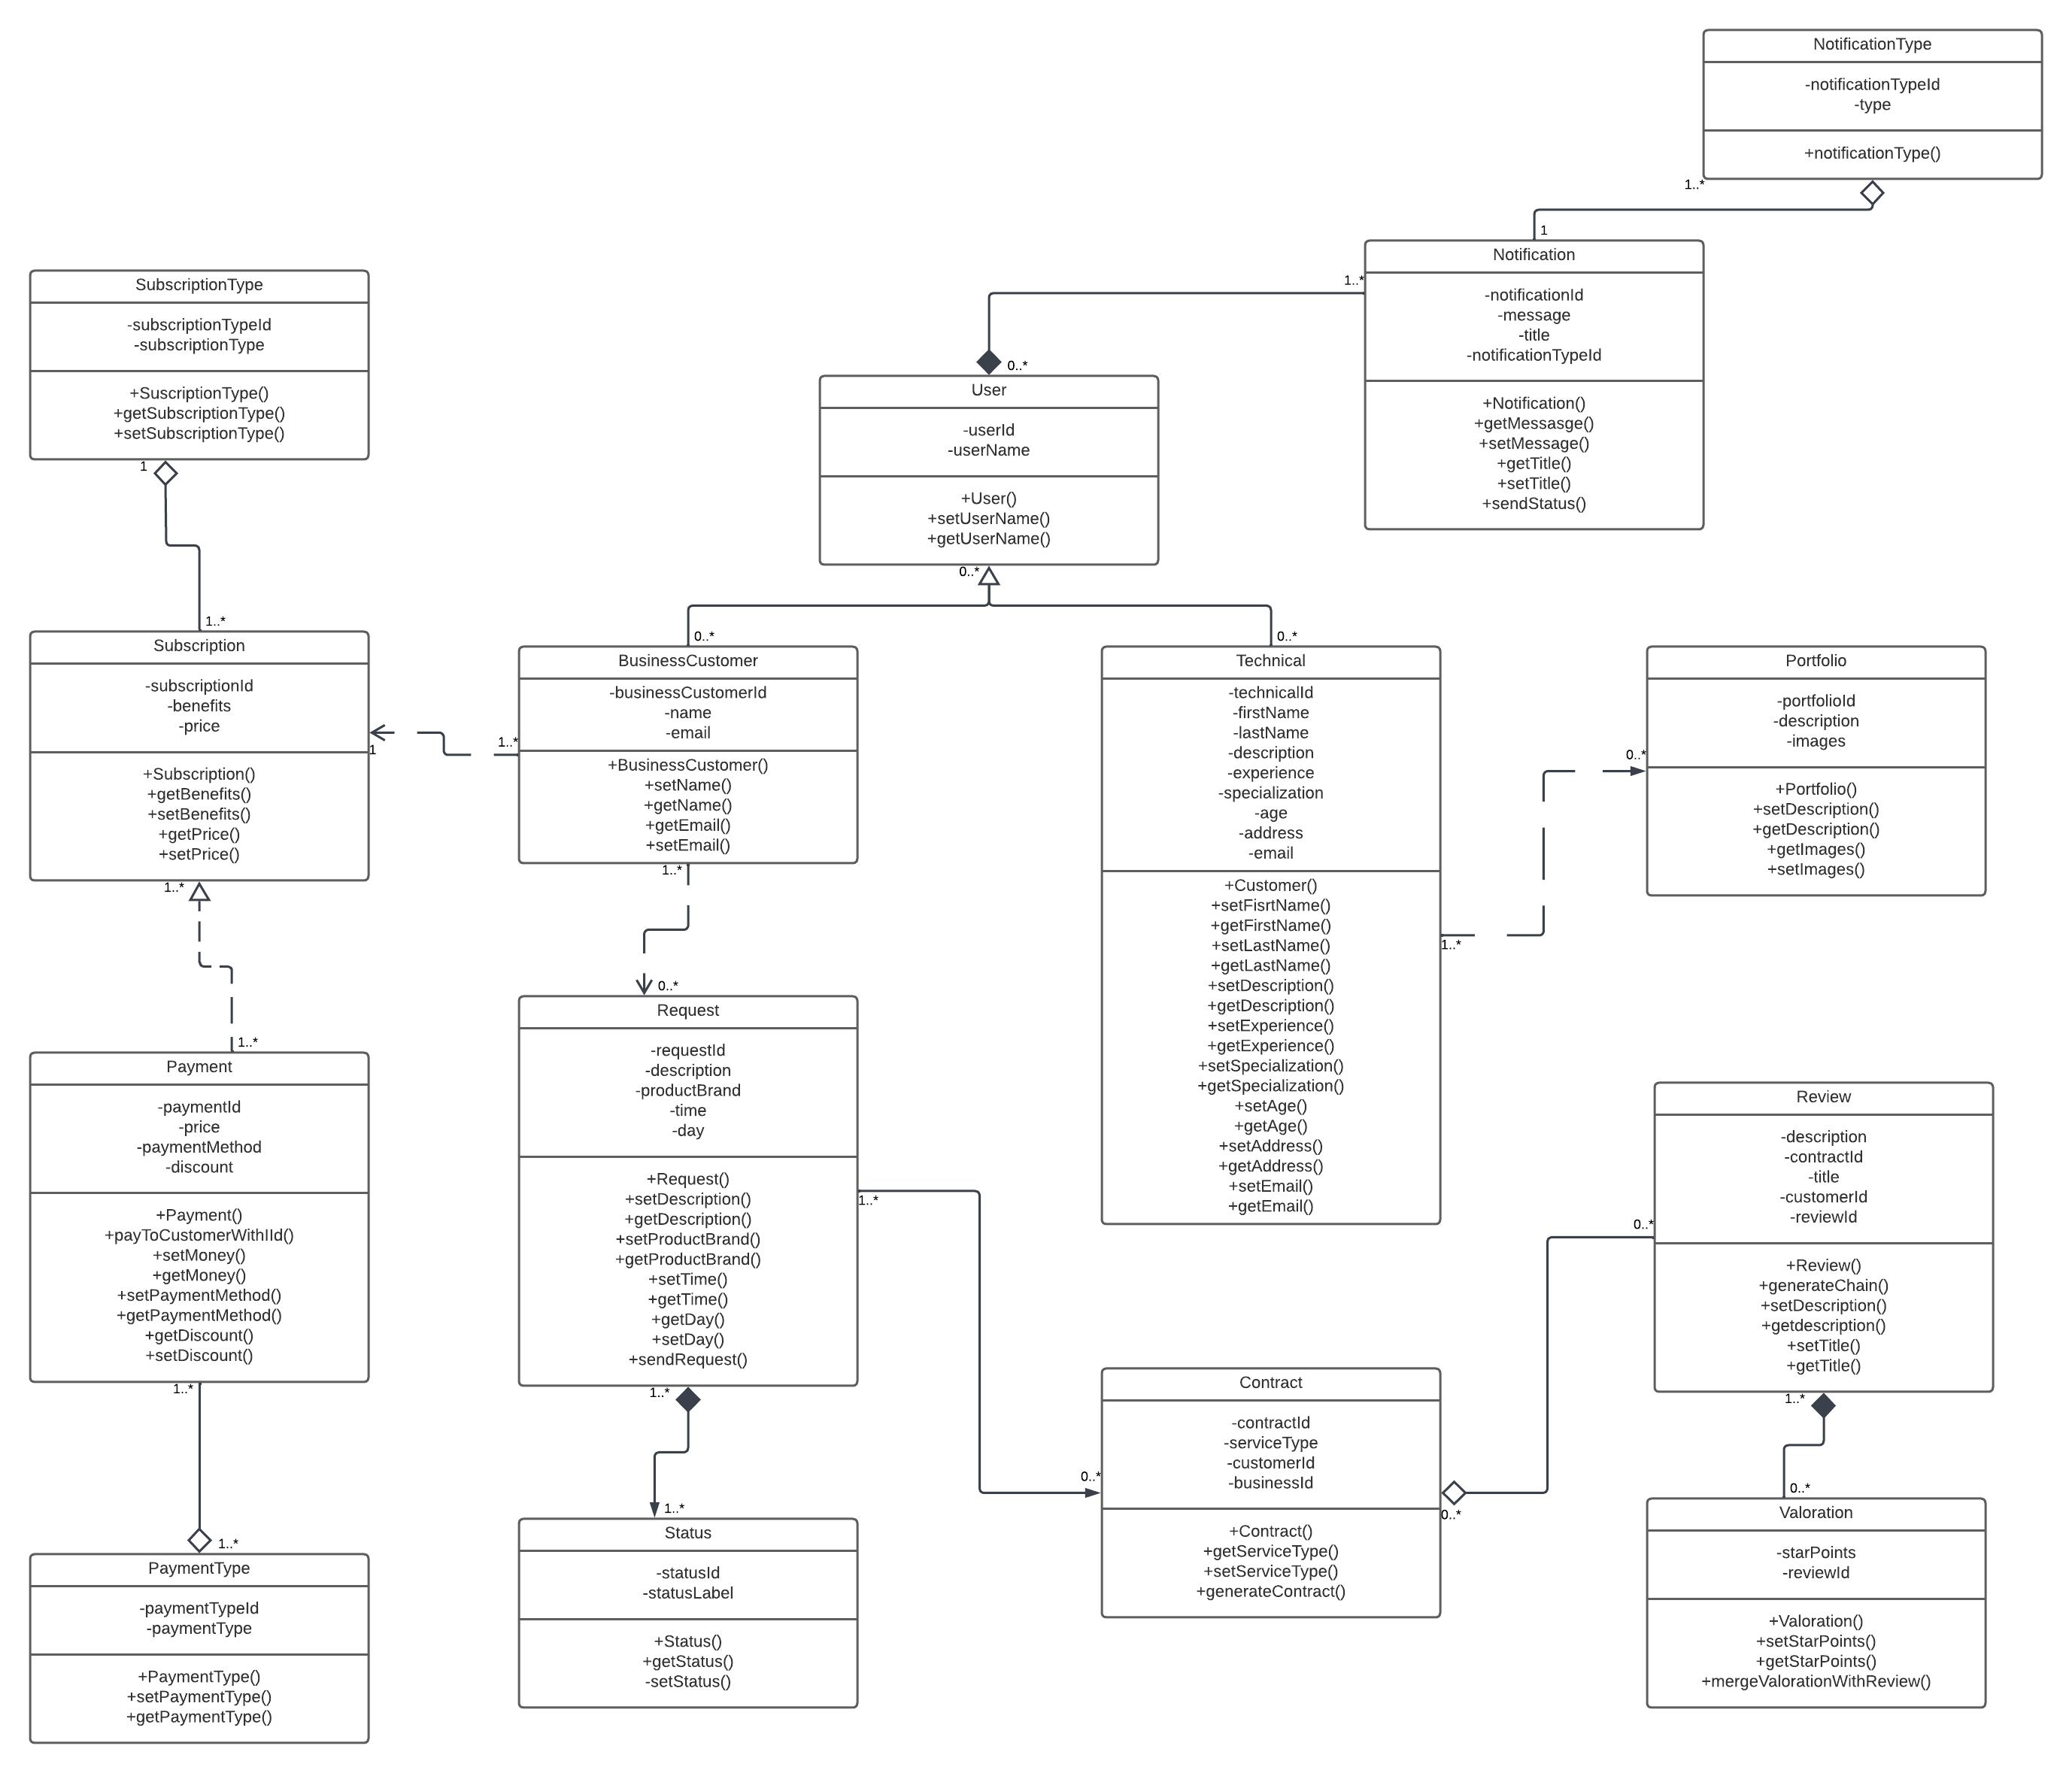 NotificationType
-notificationTypeId
-type
+notificationType()
1..*
1
Notification
-notificationId
-message
-title
-notificationTypeId
+Notification()
+getMessasge()
+setMessage()
+getTitle()
+setTitle()
+sendStatus()
1..*
0..*
User
-userId
-userName
+User()
+setUserName()
+getUserName()
0..*
SubscriptionType
-subscriptionTypeId
-subscriptionType
+SuscriptionType()
+getSubscriptionType()
+setSubscriptionType()
1
1..*
Subscription
-subscriptionId
-benefits
-price
+Subscription()
+getBenefits()
+setBenefits()
+getPrice()
+setPrice()
1
1..*
0..*
BusinessCustomer
-businessCustomerId
-name
-email
+BusinessCustomer()
+setName()
+getName()
+getEmail()
+setEmail()
1..*
1..*
0..*
Technical
-technicalId
-firstName
-lastName
-description
-experience
-specialization
-age
-address
-email
+Customer()
+setFisrtName()
+getFirstName()
+setLastName()
+getLastName()
+setDescription()
+getDescription()
+setExperience()
+getExperience()
+setSpecialization()
+getSpecialization()
+setAge()
+getAge()
+setAddress()
+getAddress()
+setEmail()
+getEmail()
1..*
0..*
Portfolio
-portfolioId
-description
-images
+Portfolio()
+setDescription()
+getDescription()
+getImages()
+setImages()
1..*
Payment
-paymentId
-price
-paymentMethod
-discount
+Payment()
+payToCustomerWithIId()
+setMoney()
+getMoney()
+setPaymentMethod()
+getPaymentMethod()
+getDiscount()
+setDiscount()
1..*
1..*
PaymentType
-paymentTypeId
-paymentType
+PaymentType()
+setPaymentType()
+getPaymentType()
0..*
Request
-requestId
-description
-productBrand
-time
-day
+Request()
+setDescription()
+getDescription()
+setProductBrand()
+getProductBrand()
+setTime()
+getTime()
+getDay()
+setDay()
+sendRequest()
1..*
1..*
1..*
Status
-statusId
-statusLabel
+Status()
+getStatus()
-setStatus()
0..*
Contract
-contractId
-serviceType
-customerId
-businessId
+Contract()
+getServiceType()
+setServiceType()
+generateContract()
0..*
0..*
Review
-description
-contractId
-title
-customerId
-reviewId
+Review()
+generateChain()
+setDescription()
+getdescription()
+setTitle()
+getTitle()
1..*
0..*
Valoration
-starPoints
-reviewId
+Valoration()
+setStarPoints()
+getStarPoints()
+mergeValorationWithReview()